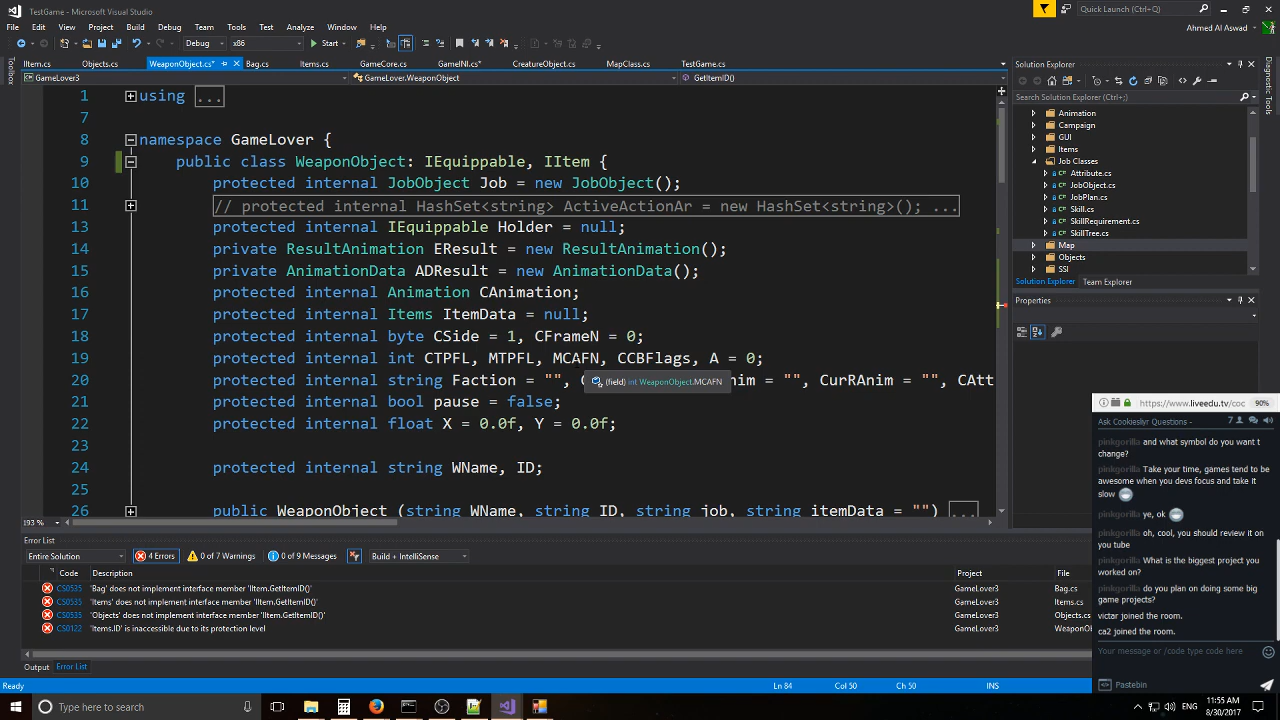 TestGame - Microsoft Visual Studio
Quick Launch (Ctrl+Q)
File Edit View Project Build Debug Team Tools Test Analyze Window Help
Ahmed Al Aswad
Debug x86 Start
IItem.cs Objects.cs WeaponObject.cs* Bag.cs Items.cs GameCore.cs GameNI.cs* CreatureObject.cs MapClass.cs TestGame.cs
GameLover3 GameLover.WeaponObject GetItemID()
Toolbox
1 using ...
7
8 namespace GameLover {
9 public class WeaponObject: IEquippable, IItem {
10 protected internal JobObject Job = new JobObject();
11 // protected internal HashSet<string> ActiveActionAr = new HashSet<string>(); ...
13 protected internal IEquippable Holder = null;
14 private ResultAnimation EResult = new ResultAnimation();
15 private AnimationData ADResult = new AnimationData();
16 protected internal Animation CAnimation;
17 protected internal Items ItemData = null;
18 protected internal byte CSide = 1, CFrameN = 0;
19 protected internal int CTPFL, MTPFL, MCAFN, CCBFlags, A = 0;
(field) int WeaponObject.MCAFN
20 protected internal string Faction = "", nim = "", CurRAnim = "", CAtt
21 protected internal bool pause = false;
22 protected internal float X = 0.0f, Y = 0.0f;
23
24 protected internal string WName, ID;
25
26 public WeaponObject (string WName, string ID, string job, string itemData = "") ...
193 %
Solution Explorer
Search Solution Explorer (Ctrl+;)
Animation
Campaign
GUI
Items
Job Classes
Attribute.cs
JobObject.cs
JobPlan.cs
Skill.cs
SkillRequirement.cs
SkillTree.cs
Map
Objects
SSI
Solution Explorer Team Explorer
Properties
Diagnostic Tools
Error List
Entire Solution 4 Errors 0 of 7 Warnings 0 of 9 Messages Build + IntelliSense
Code Description Project File
CS0535 'Bag' does not implement interface member 'IItem.GetItemID()' GameLover3 Bag.cs
CS0535 'Items' does not implement interface member 'IItem.GetItemID()' GameLover3 Items.cs
CS0535 'Objects' does not implement interface member 'IItem.GetItemID()' GameLover3 Objects.cs
CS0122 'Items.ID' is inaccessible due to its protection level GameLover3 WeaponOb
Output Error List
Ready Ln 84 Col 50 Ch 50 INS
https://www.liveedu.tv/coc 90%
Ask Cookiesliyr Questions - 7
pinkgorilla and what symbol do you want t
change?
pinkgorilla Take your time, games tend to be
awesome when you devs focus and take it
slow
pinkgorilla ye, ok
pinkgorilla oh, cool, you should review it on
you tube
pinkgorilla What is the biggest project you
worked on?
pinkgorilla do you plan on doing some big
game projects?
victar joined the room.
ca2 joined the room.
Your message or /code type code here
Pastebin
Type here to search
ENG
11:55 AM
8/30/2017